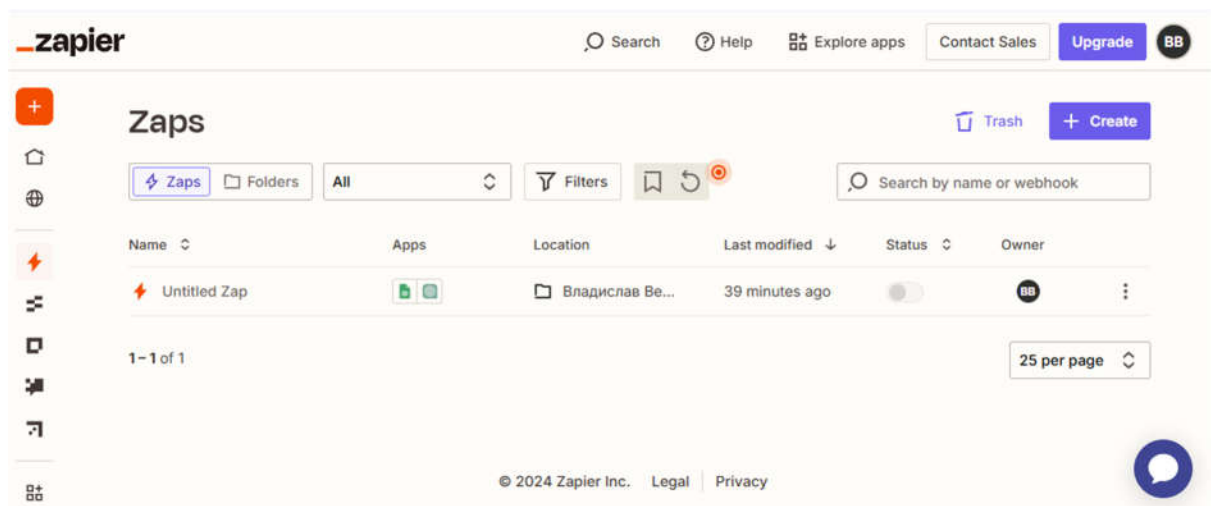 zapier
Search Help Explore apps Contact Sales Upgrade BB
Zaps
Trash + Create
Zaps Folders All Filters Search by name or webhook
Name Apps Location Last modified Status Owner
Untitled Zap Владислав Ве... 39 minutes ago BB
1–1 of 1
25 per page
© 2024 Zapier Inc. Legal Privacy